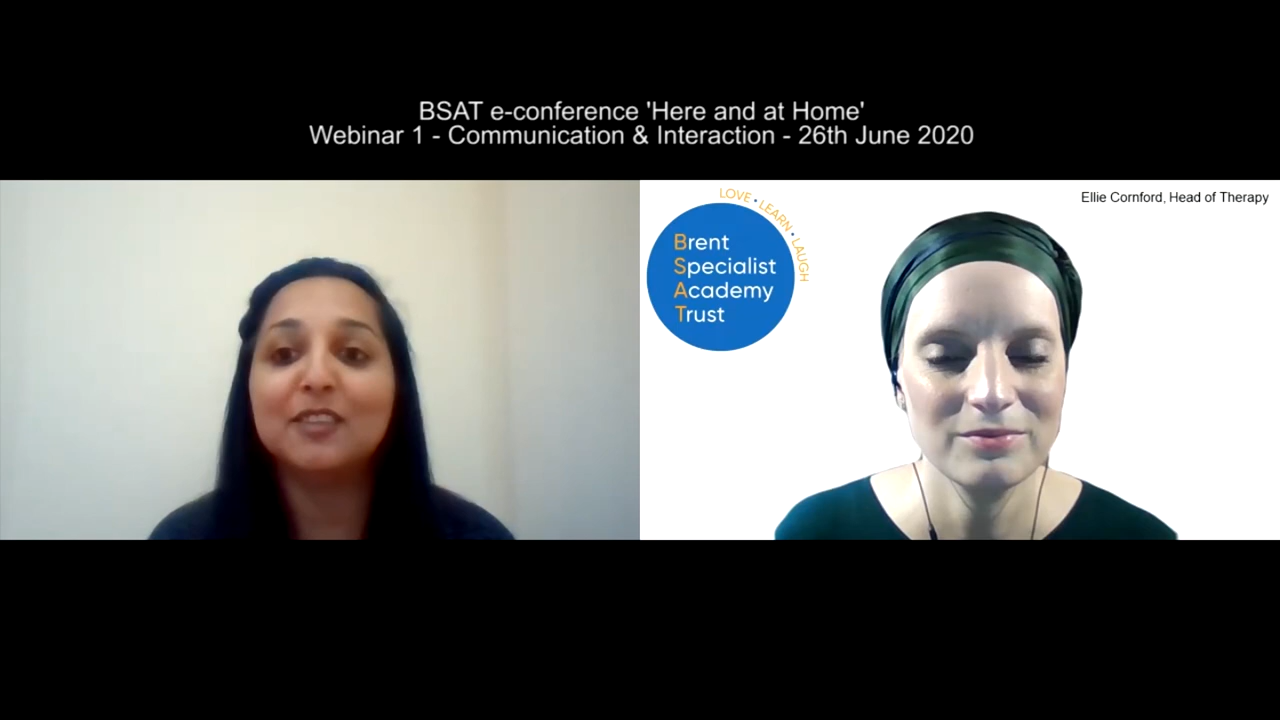 BSAT e-conference 'Here and at Home'
Webinar 1 - Communication & Interaction - 26th June 2020
LOVE • LEARN • LAUGH
Brent
Specialist
Academy
Trust
Ellie Cornford, Head of Therapy